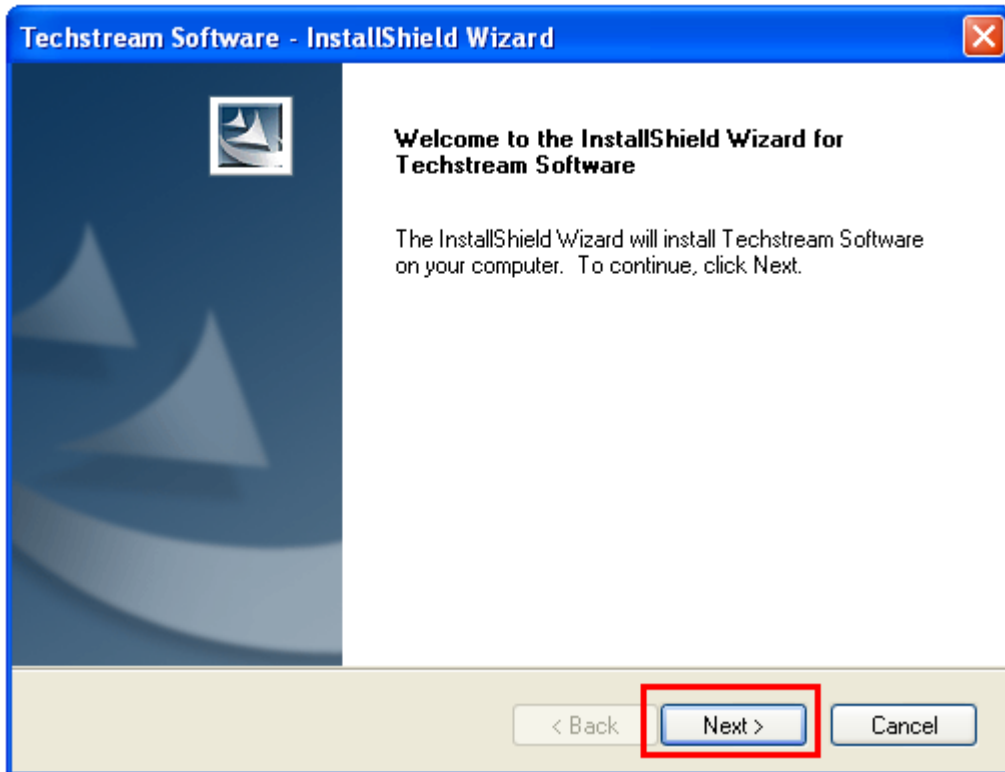 Techstream Software - InstallShield Wizard
Welcome to the InstallShield Wizard for
Techstream Software
The InstallShield Wizard will install Techstream Software
on your computer.  To continue, click Next.
< Back
Next >
Cancel